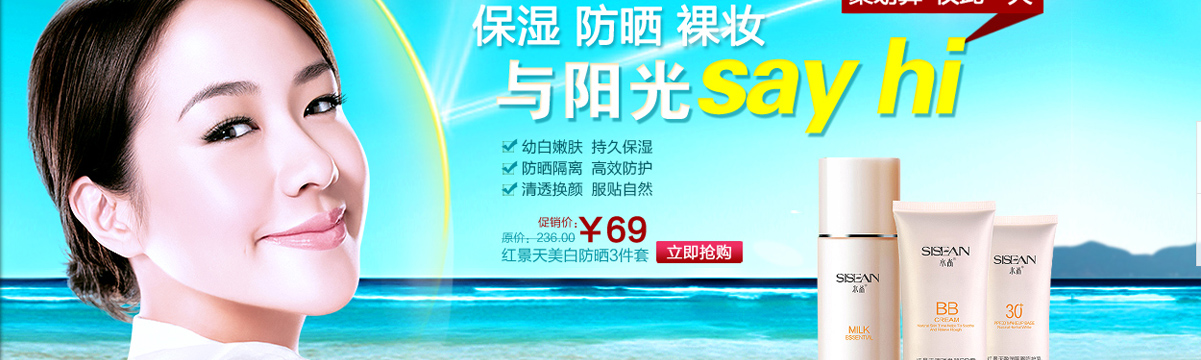 保湿 防晒 裸妆
与阳光say hi
幼白嫩肤 持久保湿
防晒隔离 高效防护
清透换颜 服贴自然
促销价:
¥69
原价: 236.00
红景天美白防晒3件套
立即抢购
SISEAN
水品
MILK
ESSENTIAL
SISEAN
BB
CREAM
SISEAN
30+